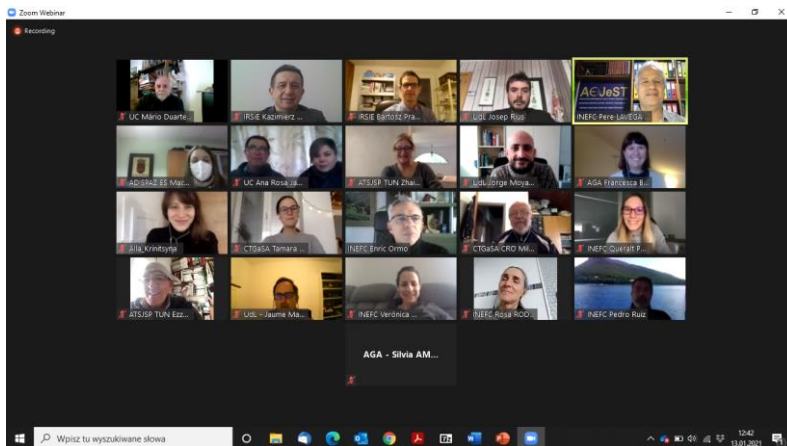 Zoom Webinar
Recording
UC Mário Duarte...
IRSiE Kazimierz ...
IRSIE Bartosz Pra...
UdL Josep Rius
AEJeST
INEFC Pere LAVEGA
ADISPAZ ES Mac...
UC Ana Rosa Ja...
ATSJSP TUN Zhai...
UdL Jorge Moya...
AGA Francesca B...
Alla_Krinitsyna
CTGaSA Tamara ...
INEFC Enric Ormo
CTGaSA CRO Mil...
INEFC Queralt P...
ATSJSP TUN Ezz...
UdL - Jaume Ma...
INEFC Verónica ...
INEFC Rosa ROD...
INEFC Pedro Ruiz
AGA - Silvia AM...
Wpisz tu wyszukiwane słowa
12:42
13.01.2021